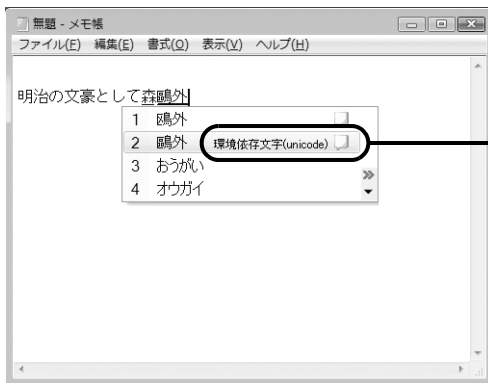 無題 - メモ帳
ファイル(F) 編集(E) 書式(O) 表示(V) ヘルプ(H)
明治の文豪として森鷗外
1 鴎外
2 鷗外 環境依存文字(unicode)
3 おうがい
4 オウガイ